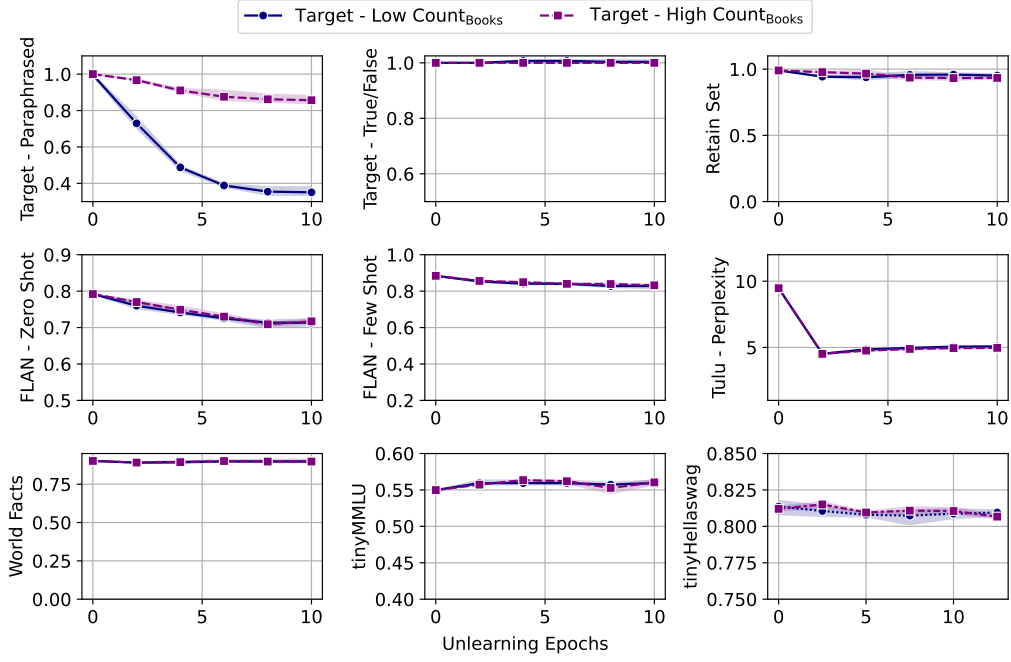 Target - Low Count_Books
Target - High Count_Books
Target - Paraphrased
1.0
0.8
0.6
0.4
0 5 10
Target - True/False
1.0
0.8
0.6
0 5 10
Retain Set
1.0
0.5
0.0
0 5 10
FLAN - Zero Shot
0.9
0.8
0.7
0.6
0.5
0 5 10
FLAN - Few Shot
1.0
0.8
0.6
0.4
0.2
0 5 10
Tulu - Perplexity
10
5
0 5 10
World Facts
0.75
0.50
0.25
0.00
0 5 10
tinyMMLU
0.60
0.55
0.50
0.45
0.40
0 5 10
tinyHellaswag
0.850
0.825
0.800
0.775
0.750
0 5 10
Unlearning Epochs